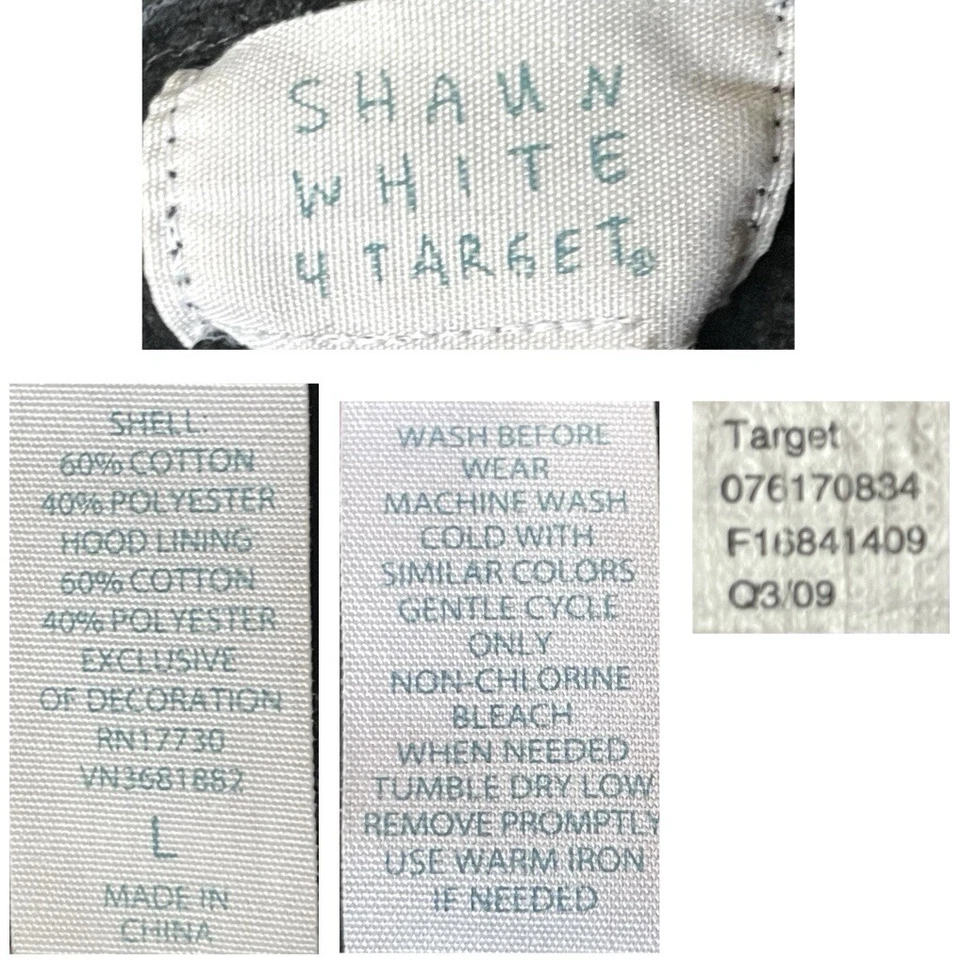 SHAUN
WHITE
4 TARGET®
SHELL:
60% COTTON
40% POLYESTER
HOOD LINING
60% COTTON
40% POLYESTER
EXCLUSIVE
OF DECORATION
RN17730
VN3681882
L
MADE IN
CHINA
WASH BEFORE
WEAR
MACHINE WASH
COLD WITH
SIMILAR COLORS
GENTLE CYCLE
ONLY
NON-CHLORINE
BLEACH
WHEN NEEDED
TUMBLE DRY LOW
REMOVE PROMPTLY
USE WARM IRON
IF NEEDED
Target
076170834
F16841409
Q3/09